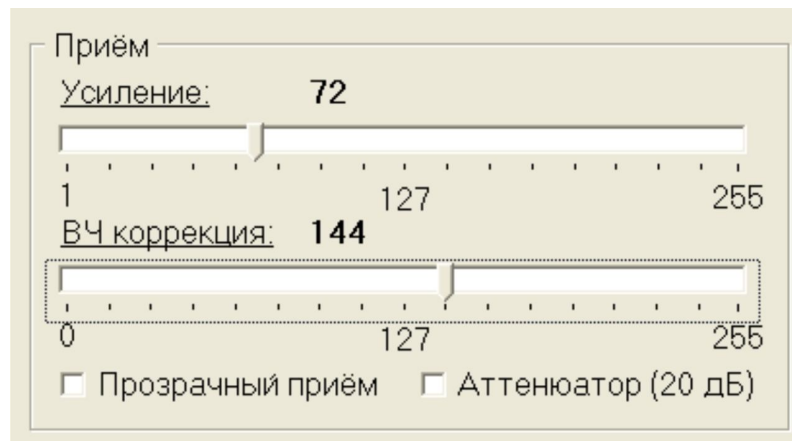 Приём
Усиление: 72
1 127 255
ВЧ коррекция: 144
0 127 255
Прозрачный приём Аттенюатор (20 дБ)